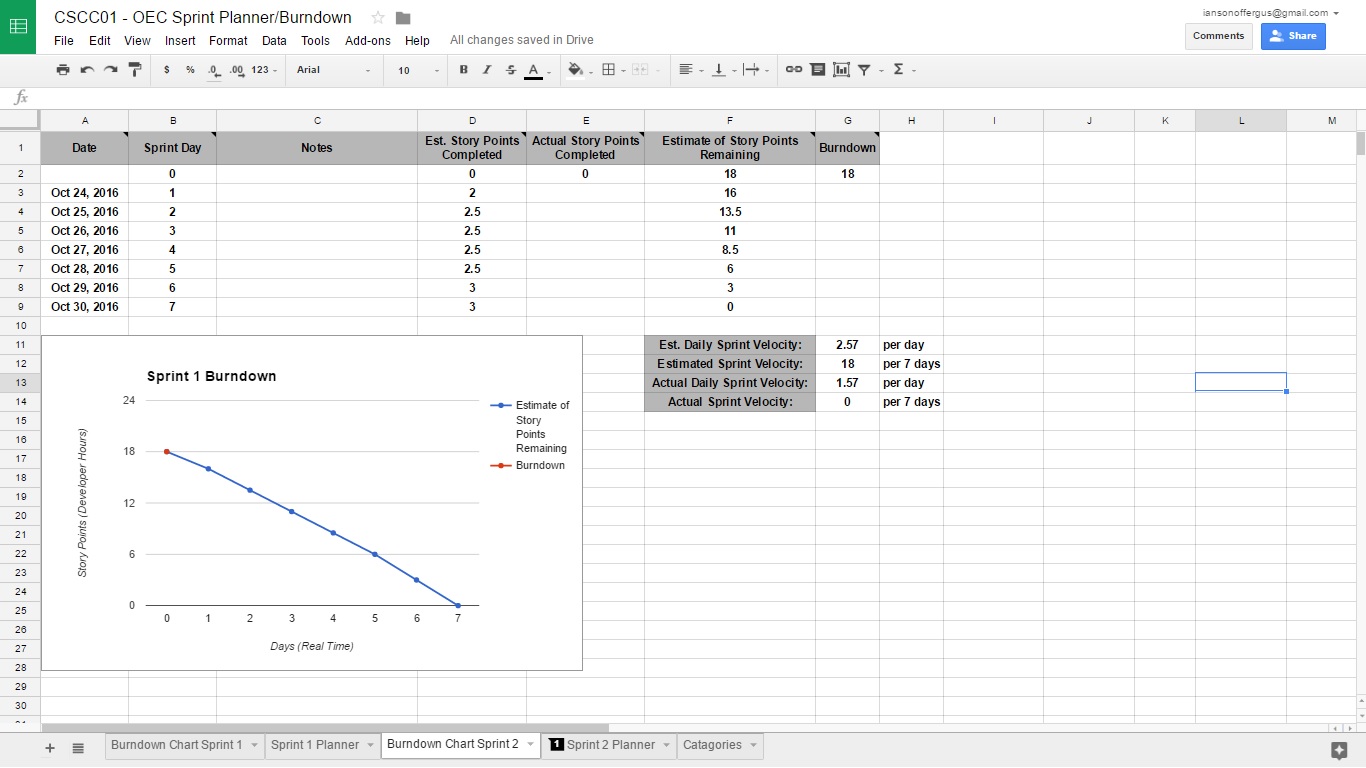 CSCC01 - OEC Sprint Planner/Burndown
iansonoffergus@gmail.com
File Edit View Insert Format Data Tools Add-ons Help All changes saved in Drive
Comments Share
$ % .0 .00 123 Arial 10 B I S A Σ
fx
A B C D E F G H I J K L M
1 Date Sprint Day Notes Est. Story Points Completed Actual Story Points Completed Estimate of Story Points Remaining Burndown
2 0 0 0 18 18
3 Oct 24, 2016 1 2 16
4 Oct 25, 2016 2 2.5 13.5
5 Oct 26, 2016 3 2.5 11
6 Oct 27, 2016 4 2.5 8.5
7 Oct 28, 2016 5 2.5 6
8 Oct 29, 2016 6 3 3
9 Oct 30, 2016 7 3 0
10
11 Est. Daily Sprint Velocity: 2.57 per day
12 Estimated Sprint Velocity: 18 per 7 days
13 Actual Daily Sprint Velocity: 1.57 per day
14 Actual Sprint Velocity: 0 per 7 days
15
16
17
18
19
20
21
22
23
24
25
26
27
28
29
30
Sprint 1 Burndown
Story Points (Developer Hours)
24
18
12
6
0
0 1 2 3 4 5 6 7
Days (Real Time)
Estimate of
Story
Points
Remaining
Burndown
Burndown Chart Sprint 1 Sprint 1 Planner Burndown Chart Sprint 2 1 Sprint 2 Planner Catagories